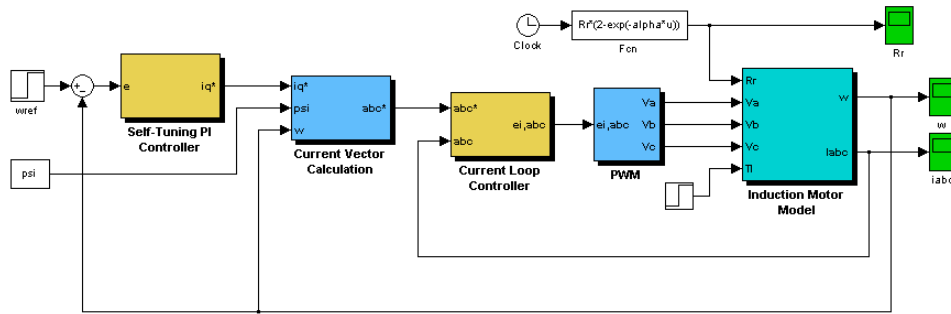 Clock
Rr*(2-exp(-alpha*u))
Fcn
Rr
wref
e
iq*
Self-Tuning PI
Controller
psi
iq*
psi
w
abc*
Current Vector
Calculation
abc*
abc
ei,abc
Current Loop
Controller
ei,abc
Va
Vb
Vc
PWM
Rr
Va
Vb
Vc
Tl
w
Iabc
Induction Motor
Model
w
iabc